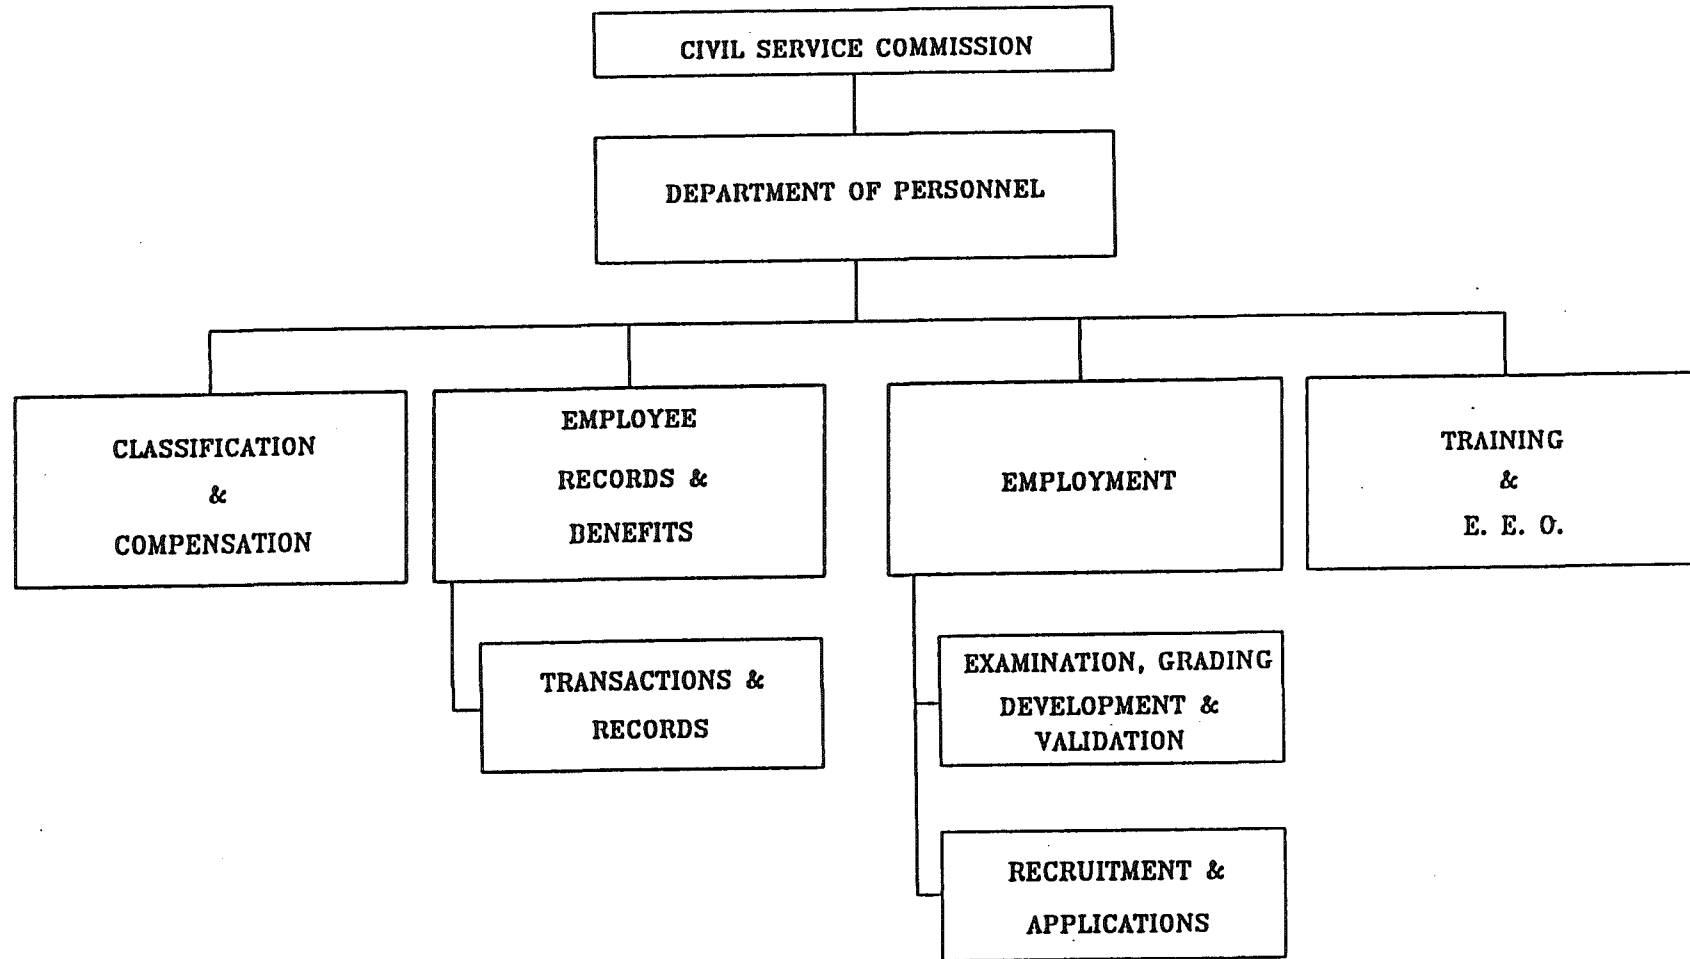 CIVIL SERVICE COMMISSION
DEPARTMENT OF PERSONNEL
CLASSIFICATION
&
COMPENSATION
EMPLOYEE
RECORDS &
BENEFITS
EMPLOYMENT
TRAINING
&
E. E. O.
TRANSACTIONS &
RECORDS
EXAMINATION, GRADING
DEVELOPMENT &
VALIDATION
RECRUITMENT &
APPLICATIONS